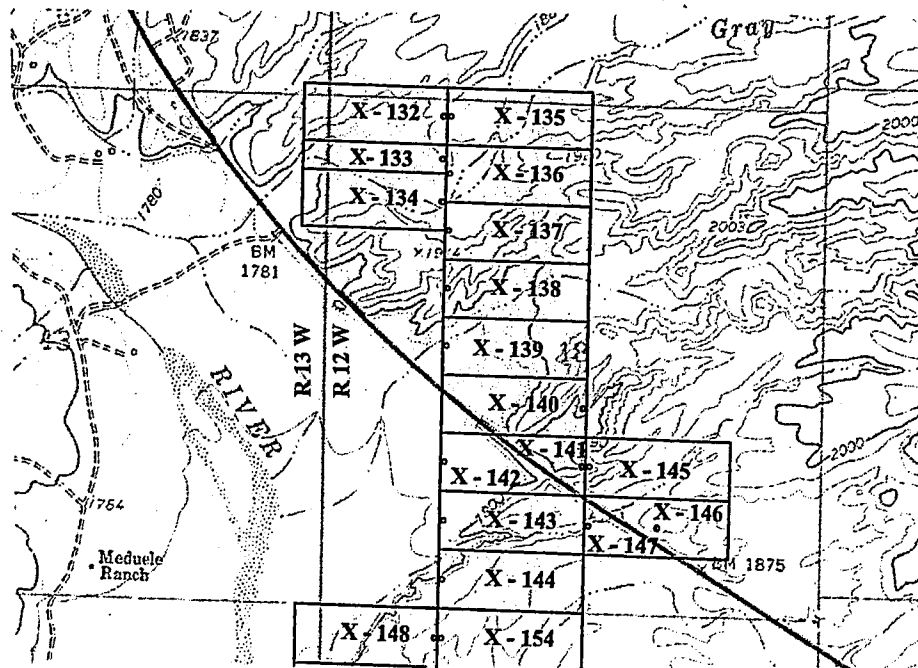 Gray
1837
X - 132
X - 135
X - 133
X - 136
X - 134
2000
1780
X - 137
2003
BM
1781
X - 138
R-13 W
R 12 W
X - 139
RIVER
X - 140
X - 141
X - 142
X - 145
2000
X - 143
X - 146
X - 147
1764
Meduele
Ranch
BM 1875
X - 144
X - 148
X - 154